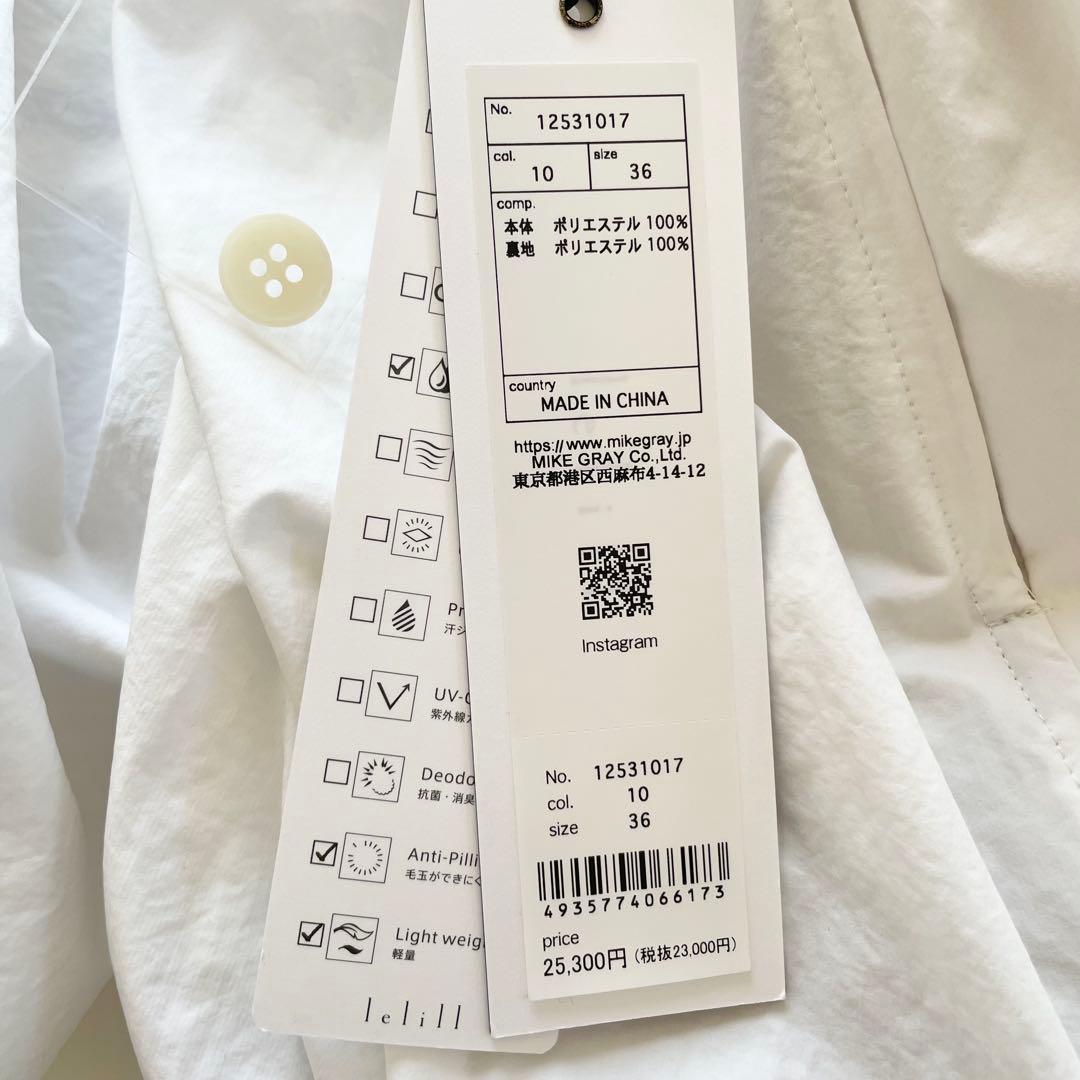 No. 12531017
col. 10 size 36
comp.
本体 ポリエステル 100%
裏地 ポリエステル 100%
country
MADE IN CHINA
https://www.mikegray.jp
MIKE GRAY Co.,Ltd.
東京都港区西麻布4-14-12
Instagram
No. 12531017
col. 10
size 36
4935774066173
price
25,300円 (税抜23,000円)
Pr
汗シ
UV-C
紫外線
Deodo
抗菌・消臭
Anti-Pilli
毛玉ができにく
Light weig
軽量
lelill